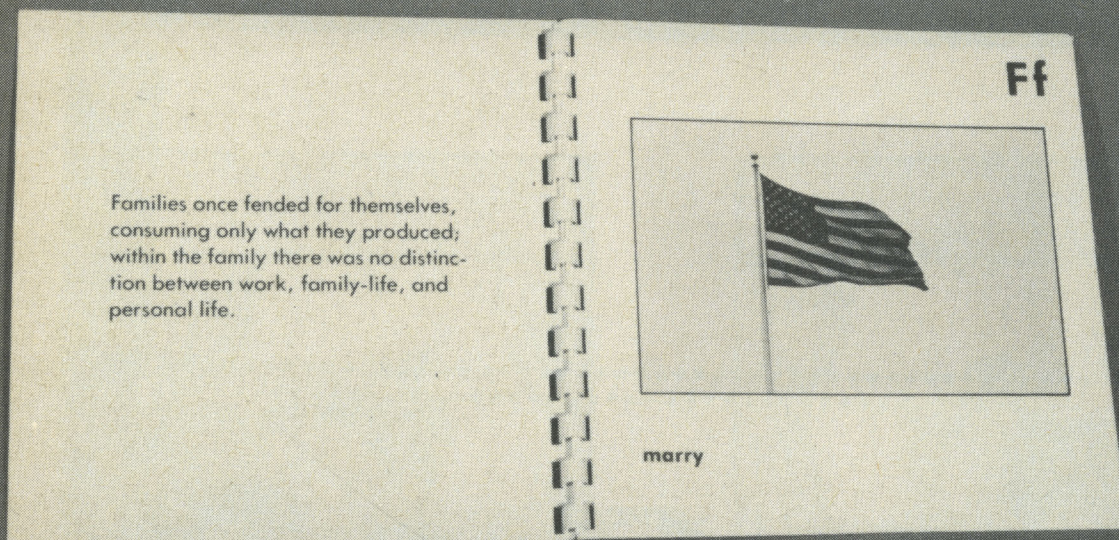 Families once fended for themselves,
consuming only what they produced;
within the family there was no distinc-
tion between work, family-life, and
personal life.
Ff
marry